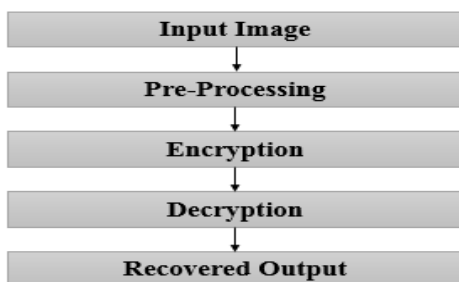 Input Image
Pre-Processing
Encryption
Decryption
Recovered Output